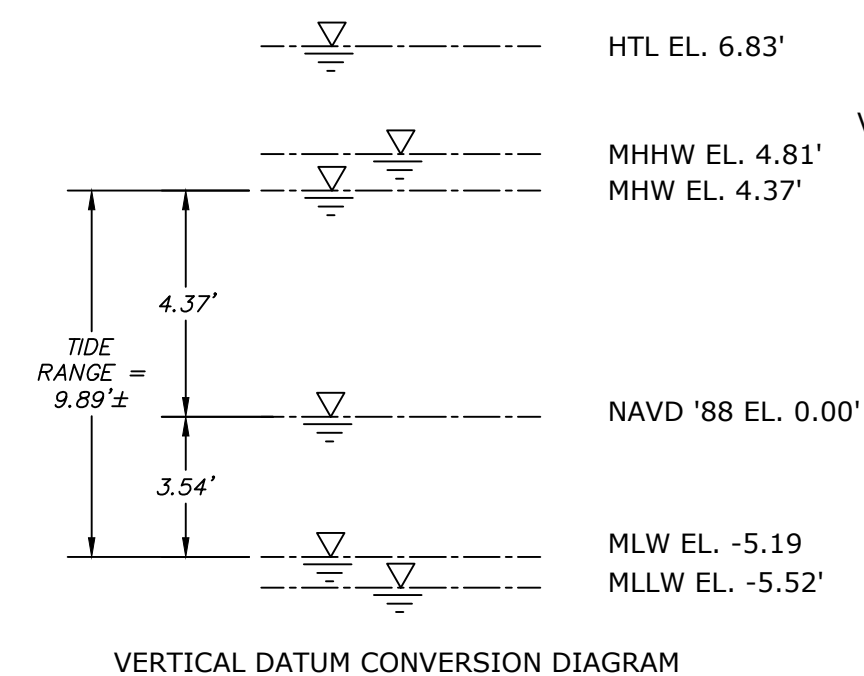 HTL EL. 6.83'
V
MHHW EL. 4.81'
MHW EL. 4.37'
4.37'
TIDE
RANGE =
9.89'±
NAVD '88 EL. 0.00'
3.54'
MLW EL. -5.19
MLLW EL. -5.52'
VERTICAL DATUM CONVERSION DIAGRAM